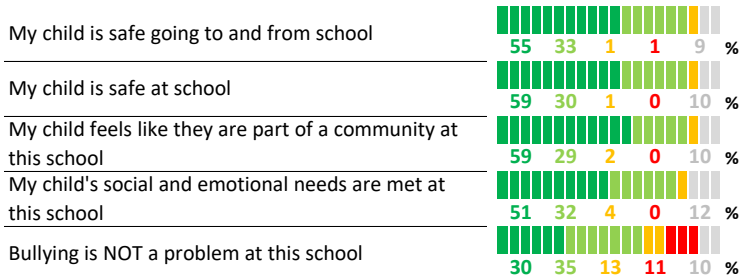 My child is safe going to and from school
55 33 1 1 9 %
My child is safe at school
59 30 1 0 10 %
My child feels like they are part of a community at
this school
59 29 2 0 10 %
My child's social and emotional needs are met at
this school
51 32 4 0 12 %
Bullying is NOT a problem at this school
30 35 13 11 10 %